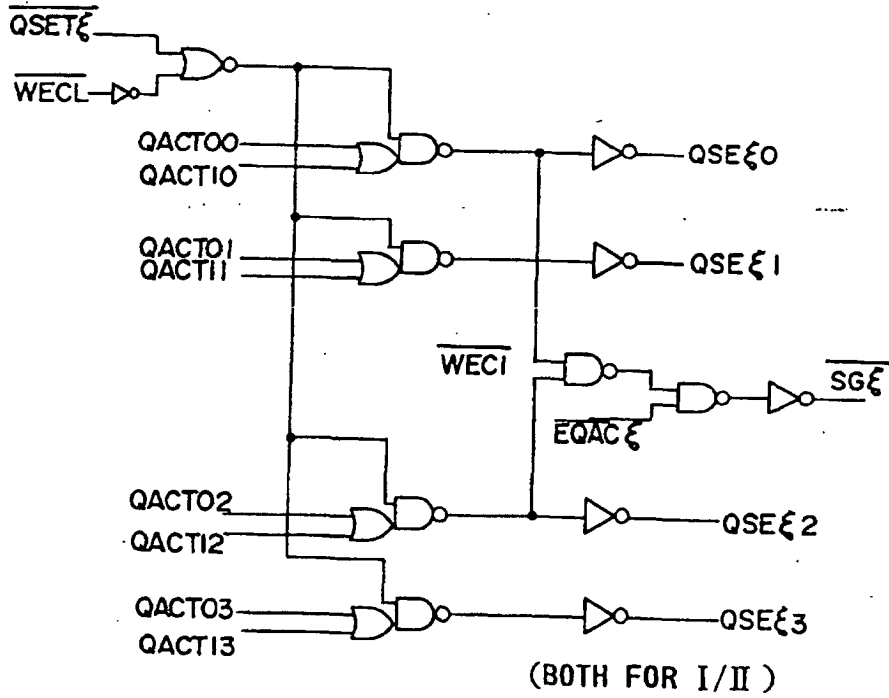 QSETξ
WECL
QACT00
QACT10
QSEξ0
QACT01
QACT11
QSEξ1
WEC1
SGξ
EQACξ
QACT02
QACT12
QSEξ2
QACT03
QACT13
QSEξ3
(BOTH FOR I/II)